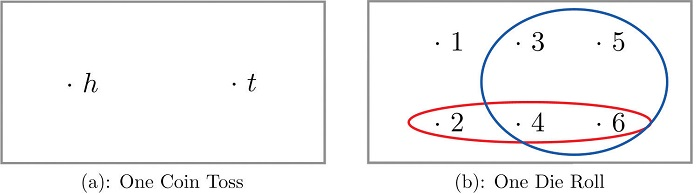 · h
· t
(a): One Coin Toss
· 1
· 3
· 5
· 2
· 4
· 6
(b): One Die Roll